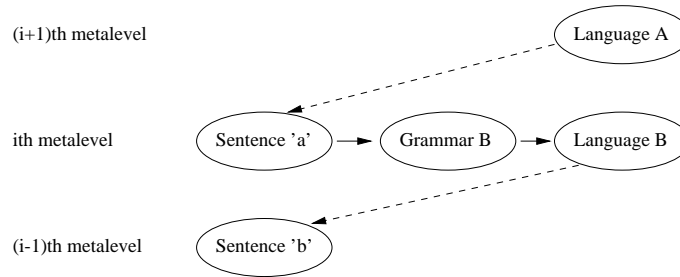 (i+1)th metalevel
Language A
ith metalevel
Sentence 'a'
Grammar B
Language B
(i-1)th metalevel
Sentence 'b'